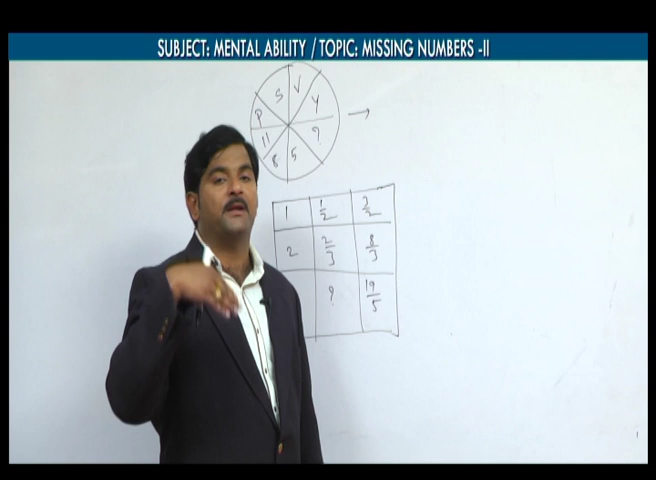 SUBJECT: MENTAL ABILITY / TOPIC: MISSING NUMBERS -II
S V
P Y
11 ?
8 5
1 1/2 3/2
2 2/3 8/3
? 19/5